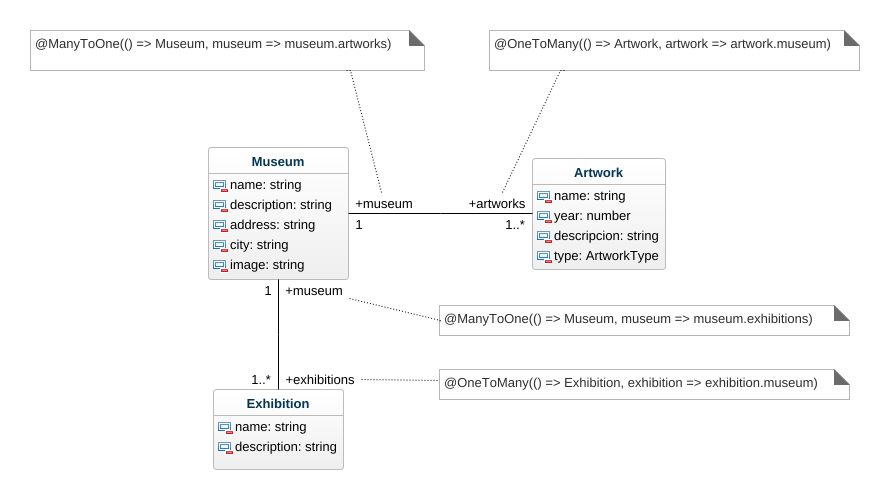 @ManyToOne(() => Museum, museum => museum.artworks)
@OneToMany(() => Artwork, artwork => artwork.museum)
Museum
name: string
description: string
address: string
city: string
image: string
+museum
1
+artworks
1..*
Artwork
name: string
year: number
descripcion: string
type: ArtworkType
1
+museum
@ManyToOne(() => Museum, museum => museum.exhibitions)
1..*
+exhibitions
@OneToMany(() => Exhibition, exhibition => exhibition.museum)
Exhibition
name: string
description: string